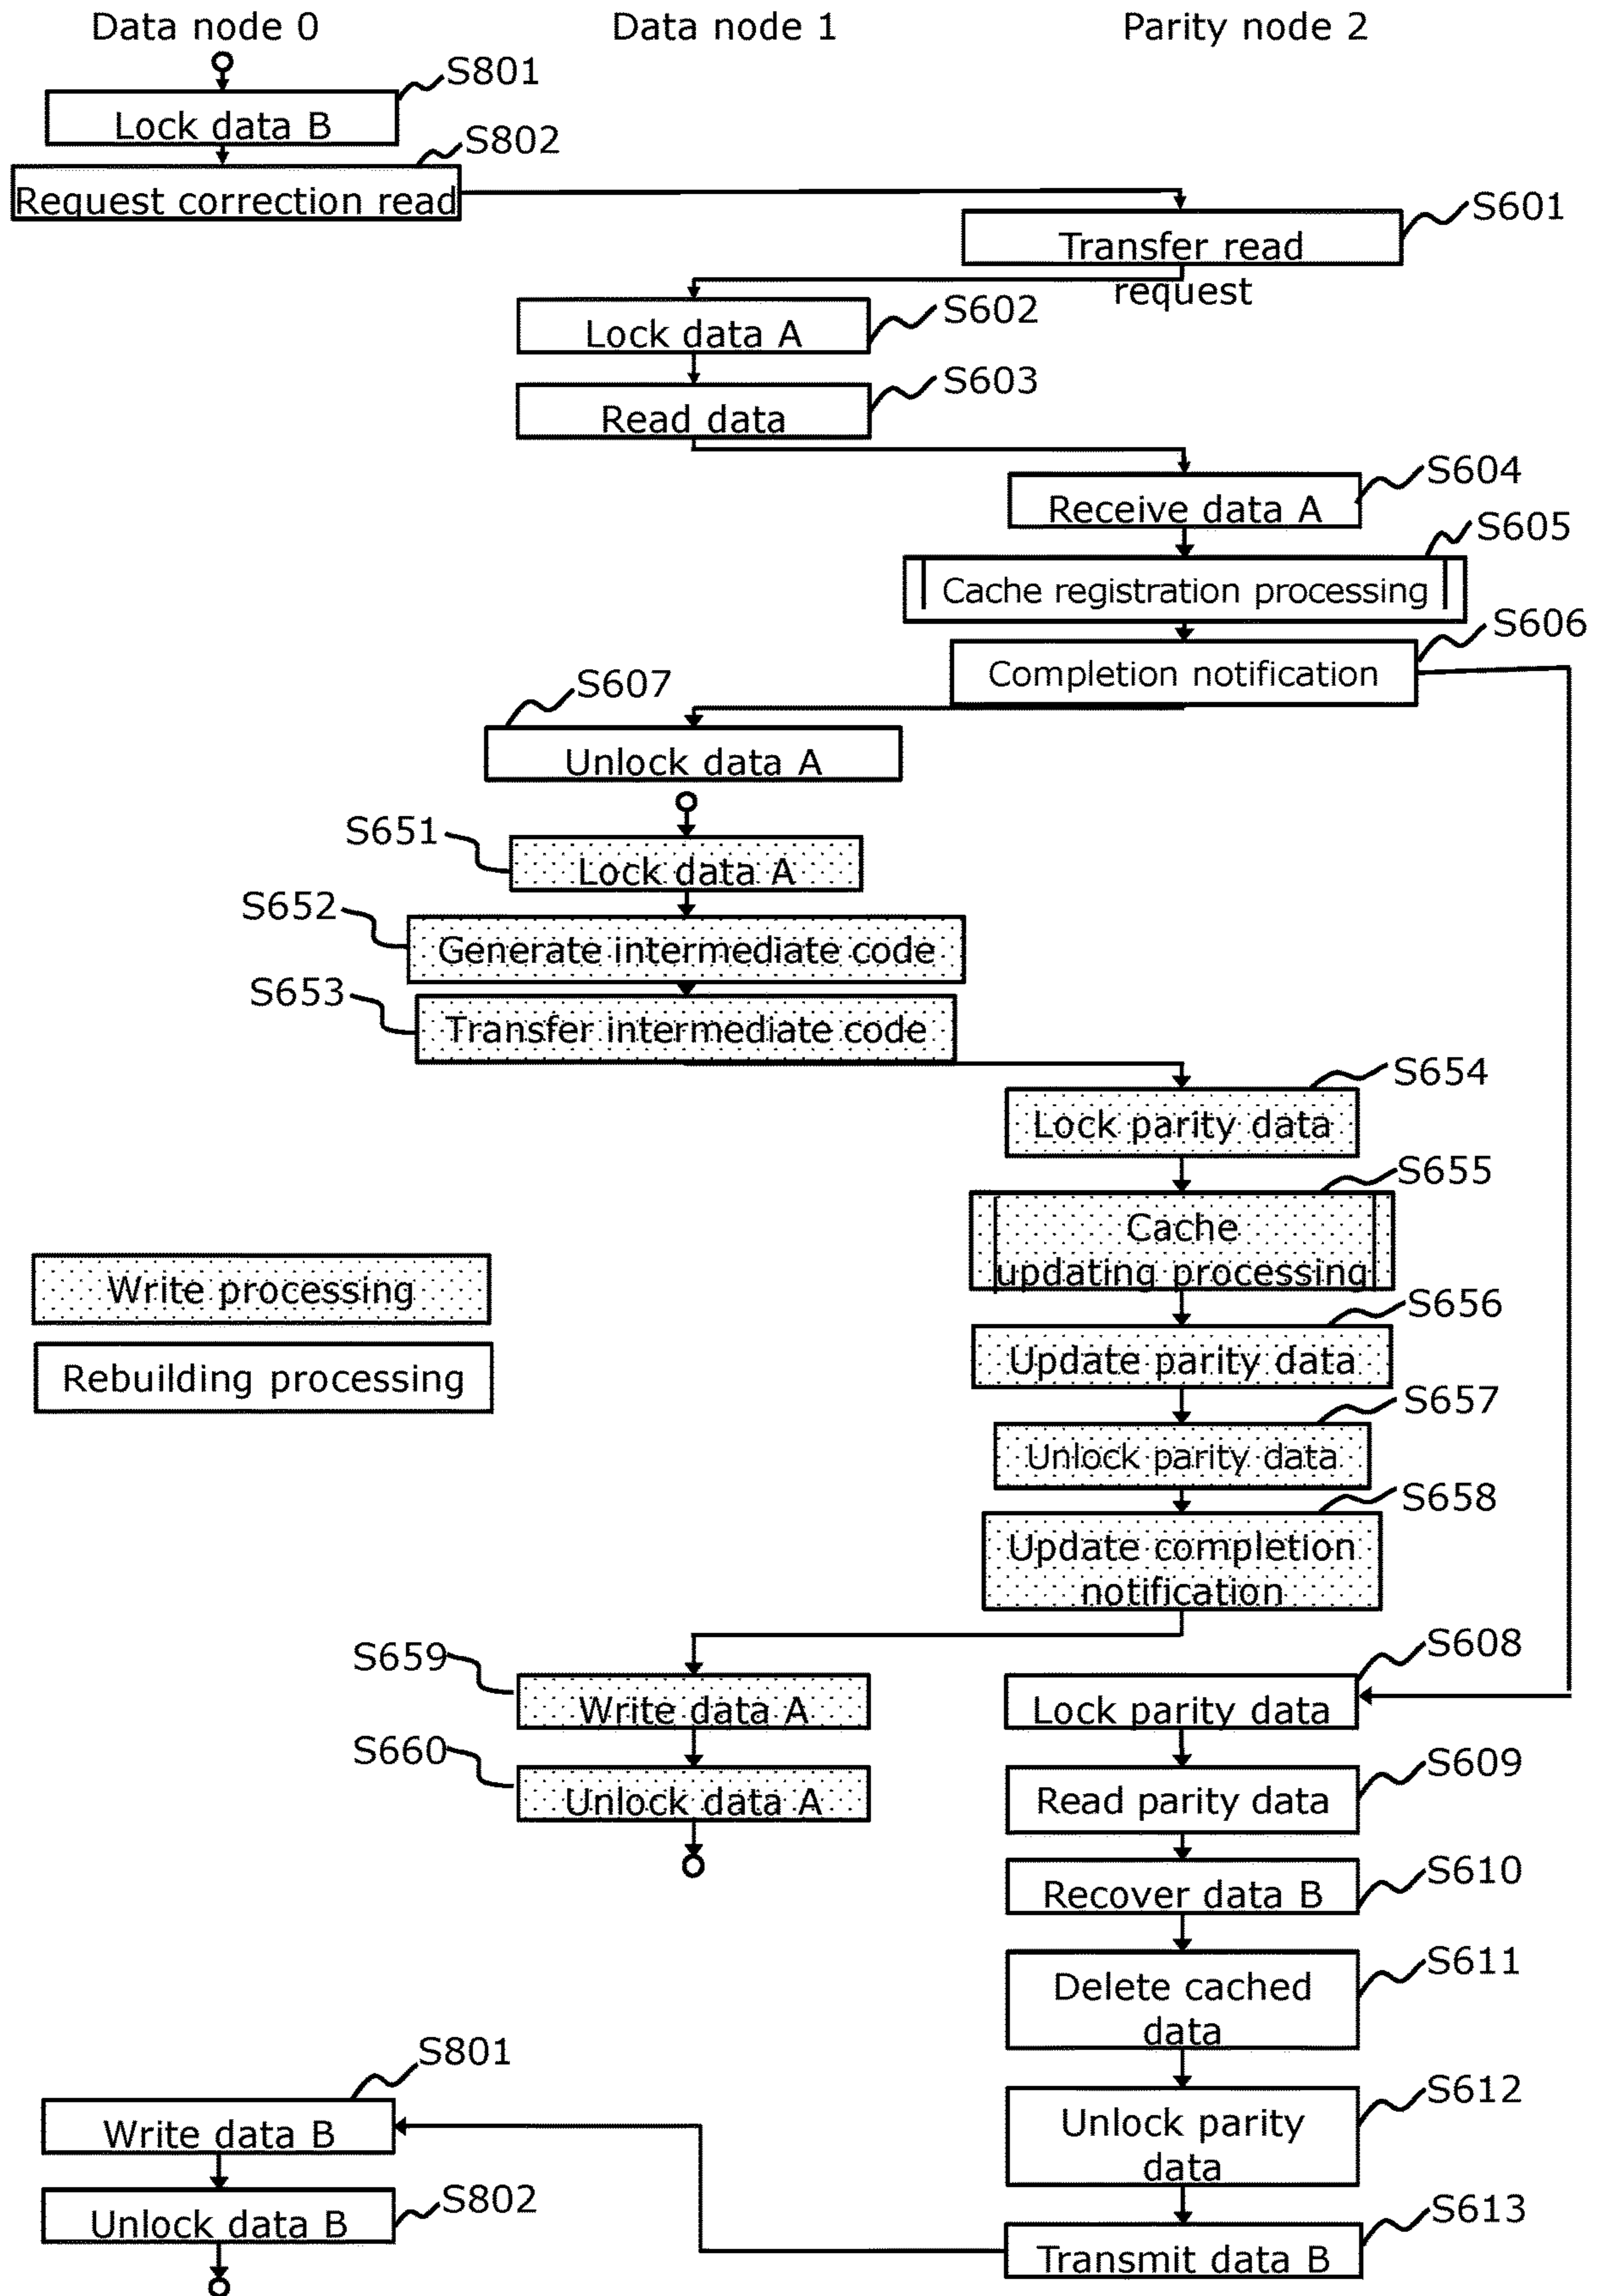 Data node 0
Data node 1
Parity node 2
S801
Lock data B
S802
Request correction read
S601
Transfer read
request
S602
Lock data A
S603
Read data
S604
Receive data A
S605
Cache registration processing
S606
Completion notification
S607
Unlock data A
S651
Lock data A
S652
Generate intermediate code
S653
Transfer intermediate code
S654
Lock parity data
S655
Cache
updating processing
Write processing
Rebuilding processing
S656
Update parity data
S657
Unlock parity data
S658
Update completion
notification
S659
Write data A
S660
Unlock data A
S608
Lock parity data
S609
Read parity data
S610
Recover data B
S611
Delete cached
data
S612
Unlock parity
data
S613
Transmit data B
S801
Write data B
S802
Unlock data B